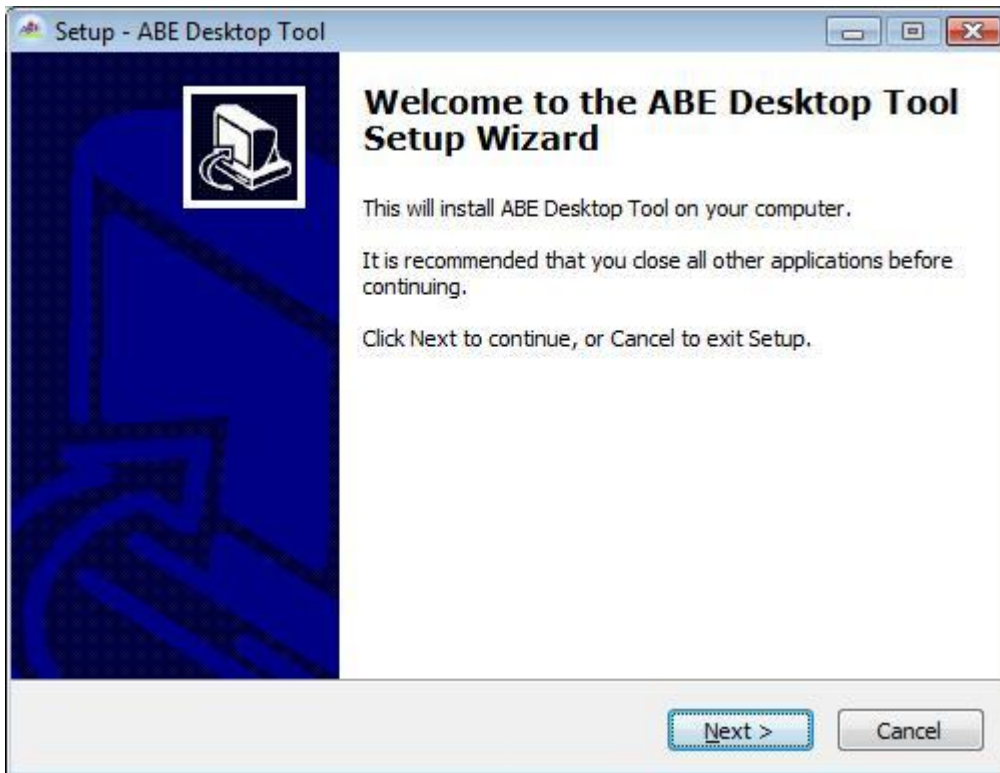 Setup - ABE Desktop Tool
Welcome to the ABE Desktop Tool
Setup Wizard
This will install ABE Desktop Tool on your computer.
It is recommended that you close all other applications before
continuing.
Click Next to continue, or Cancel to exit Setup.
Next >
Cancel